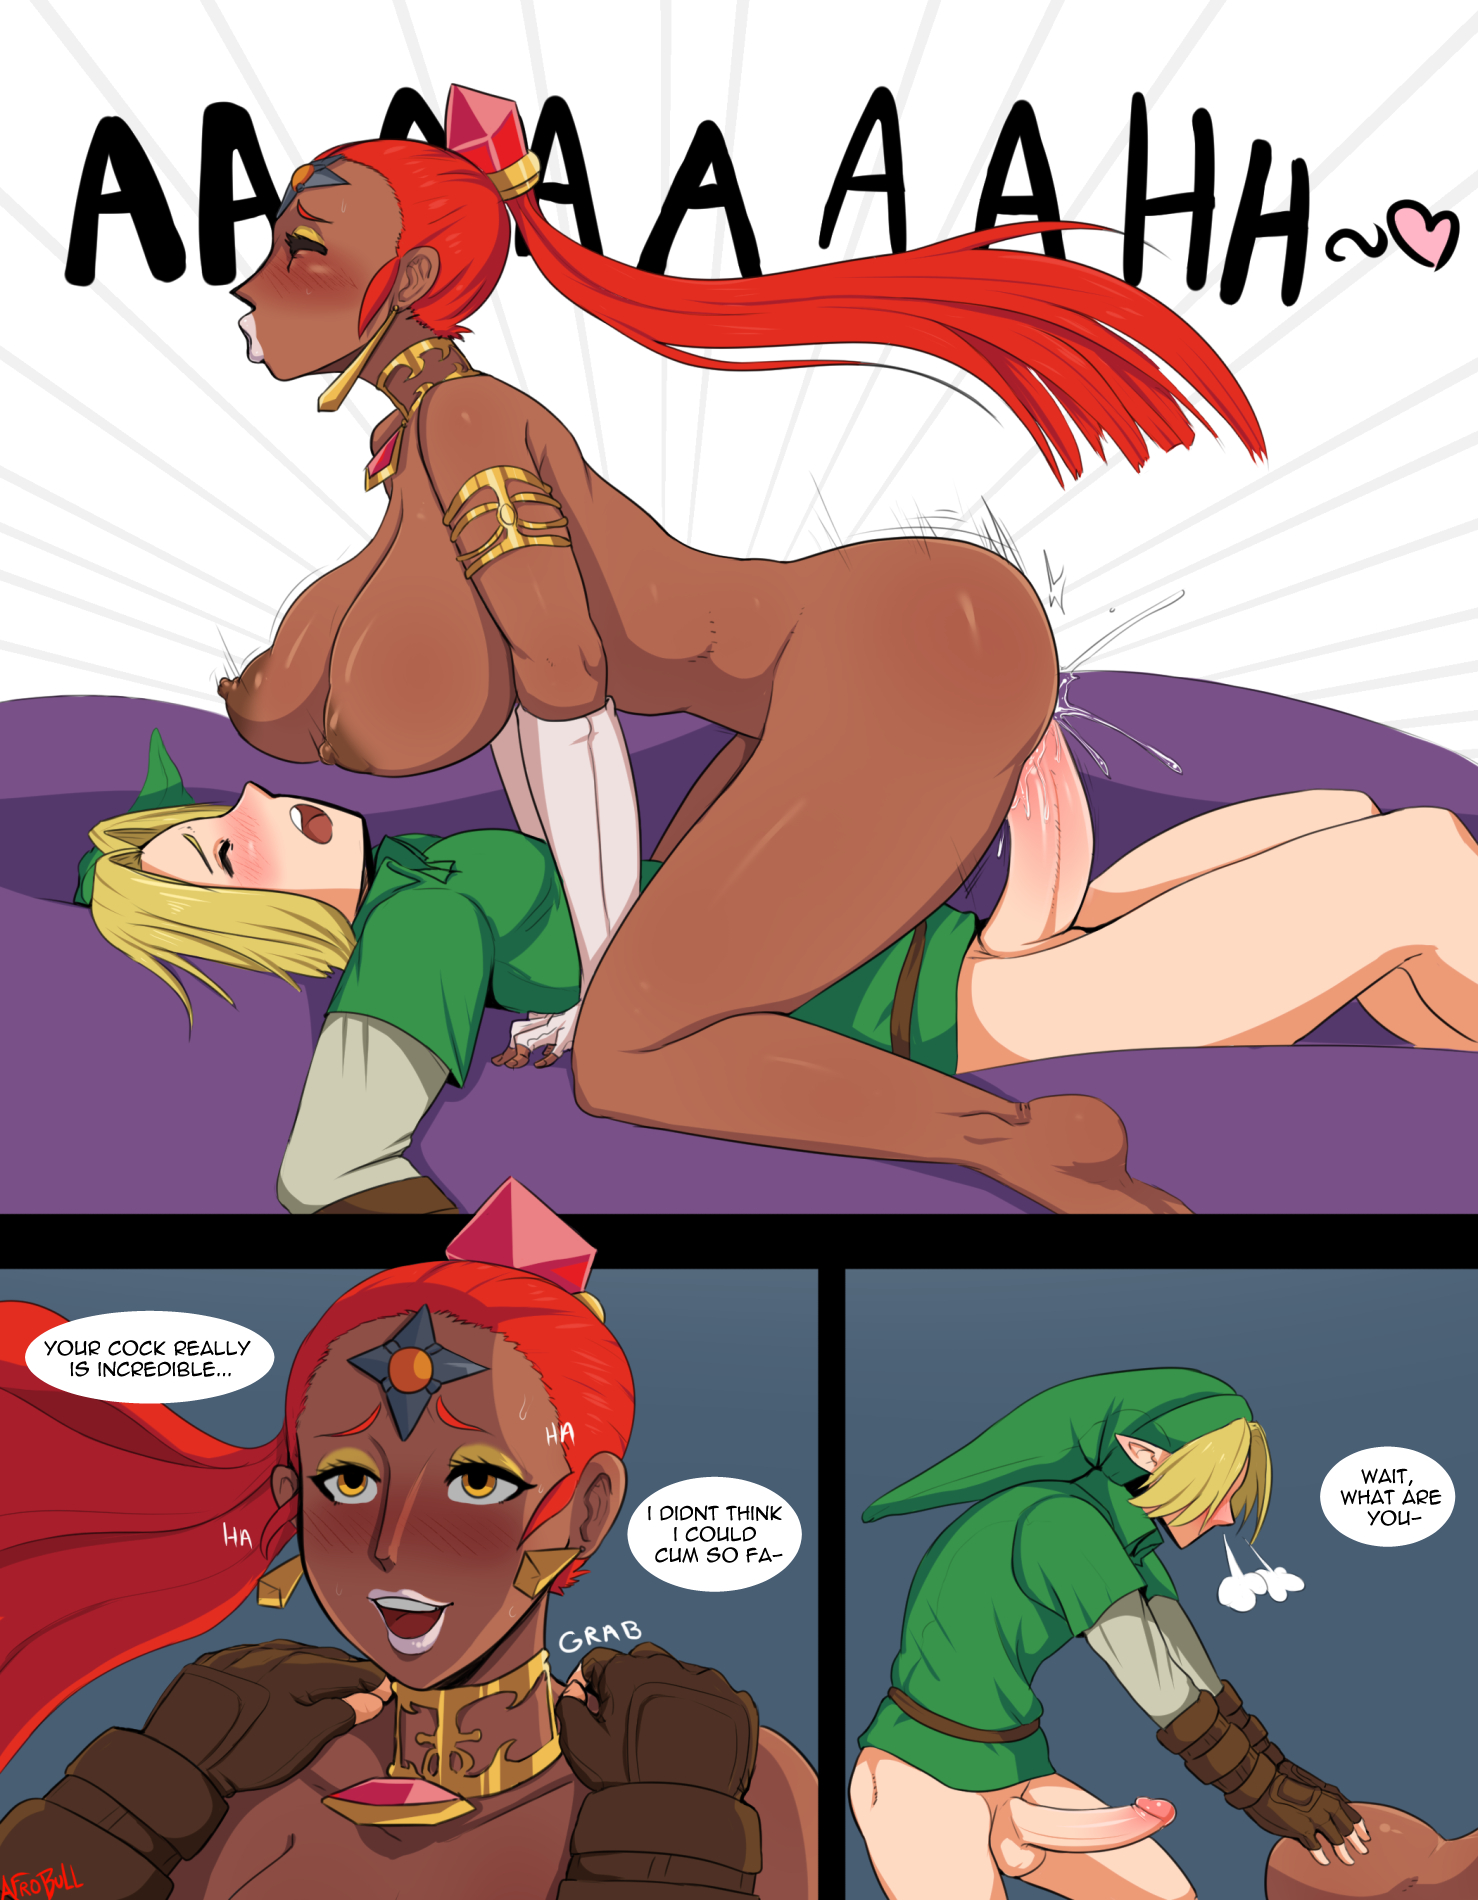 AAAAAAAAHH~
YOUR COCK REALLY
IS INCREDIBLE...
HA
HA
I DIDNT THINK
I COULD
CUM SO FA-
GRAB
WAIT,
WHAT ARE
YOU-
AFROBULL